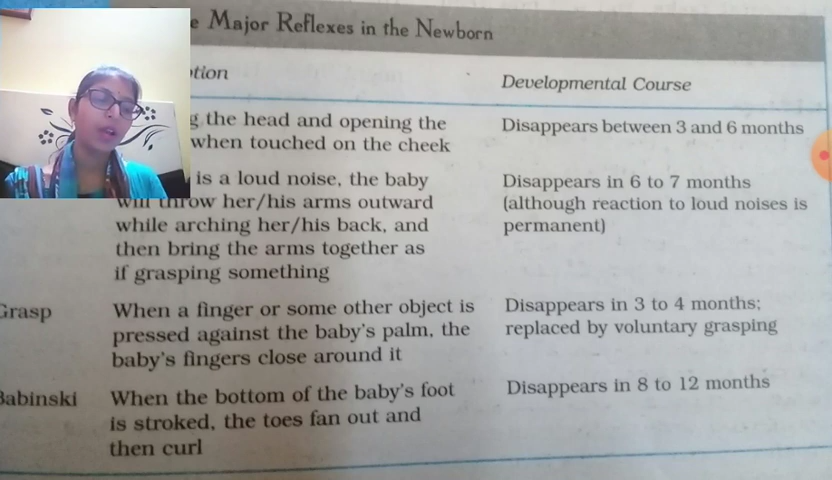 Major Reflexes in the Newborn
Developmental Course
the head and opening the
when touched on the cheek
Disappears between 3 and 6 months
is a loud noise, the baby
will throw her/his arms outward
while arching her/his back, and
then bring the arms together as
if grasping something
Disappears in 6 to 7 months
(although reaction to loud noises is
permanent)
Grasp
When a finger or some other object is
pressed against the baby's palm, the
baby's fingers close around it
Disappears in 3 to 4 months;
replaced by voluntary grasping
Babinski
When the bottom of the baby's foot
is stroked, the toes fan out and
then curl
Disappears in 8 to 12 months